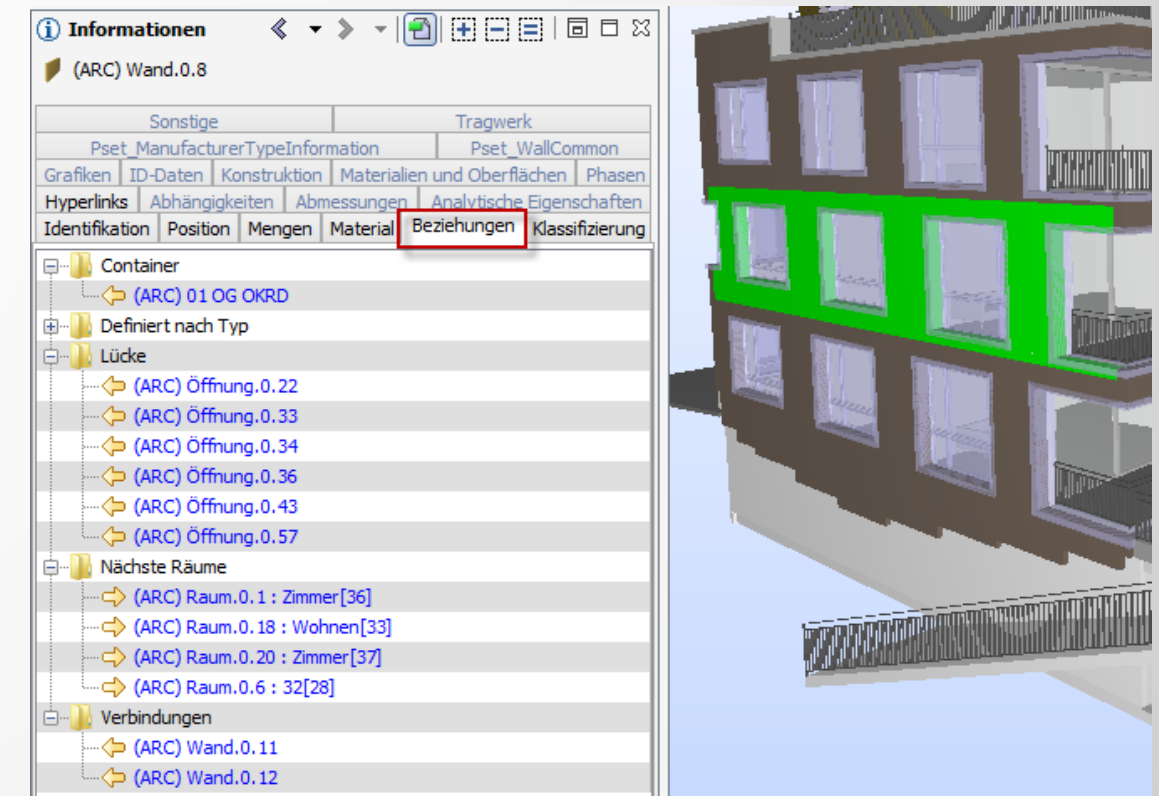 Informationen
(ARC) Wand.0.8
Sonstige Tragwerk
Pset_ManufacturerTypeInformation Pset_WallCommon
Grafiken ID-Daten Konstruktion Materialien und Oberflächen Phasen
Hyperlinks Abhängigkeiten Abmessungen Analytische Eigenschaften
Identifikation Position Mengen Material Beziehungen Klassifizierung
Container
(ARC) 01 OG OKRD
Definiert nach Typ
Lücke
(ARC) Öffnung.0.22
(ARC) Öffnung.0.33
(ARC) Öffnung.0.34
(ARC) Öffnung.0.36
(ARC) Öffnung.0.43
(ARC) Öffnung.0.57
Nächste Räume
(ARC) Raum.0.1 : Zimmer[36]
(ARC) Raum.0.18 : Wohnen[33]
(ARC) Raum.0.20 : Zimmer[37]
(ARC) Raum.0.6 : 32[28]
Verbindungen
(ARC) Wand.0.11
(ARC) Wand.0.12